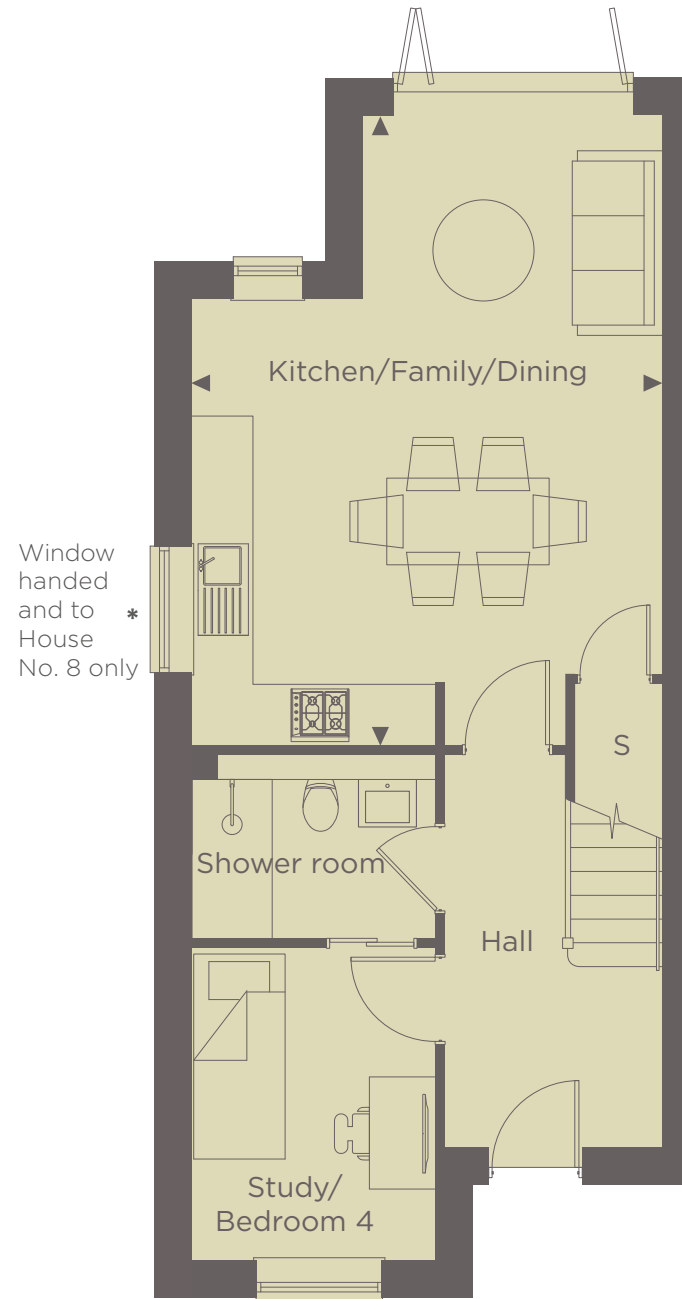 Kitchen/Family/Dining
Window
handed
and to *
House
No. 8 only
S
Shower room
Hall
Study/
Bedroom 4